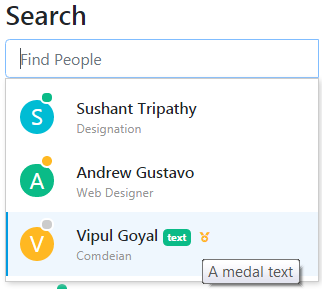 Search
Find People
S
Sushant Tripathy
Designation
A
Andrew Gustavo
Web Designer
V
Vipul Goyal text
Comdeian
A medal text